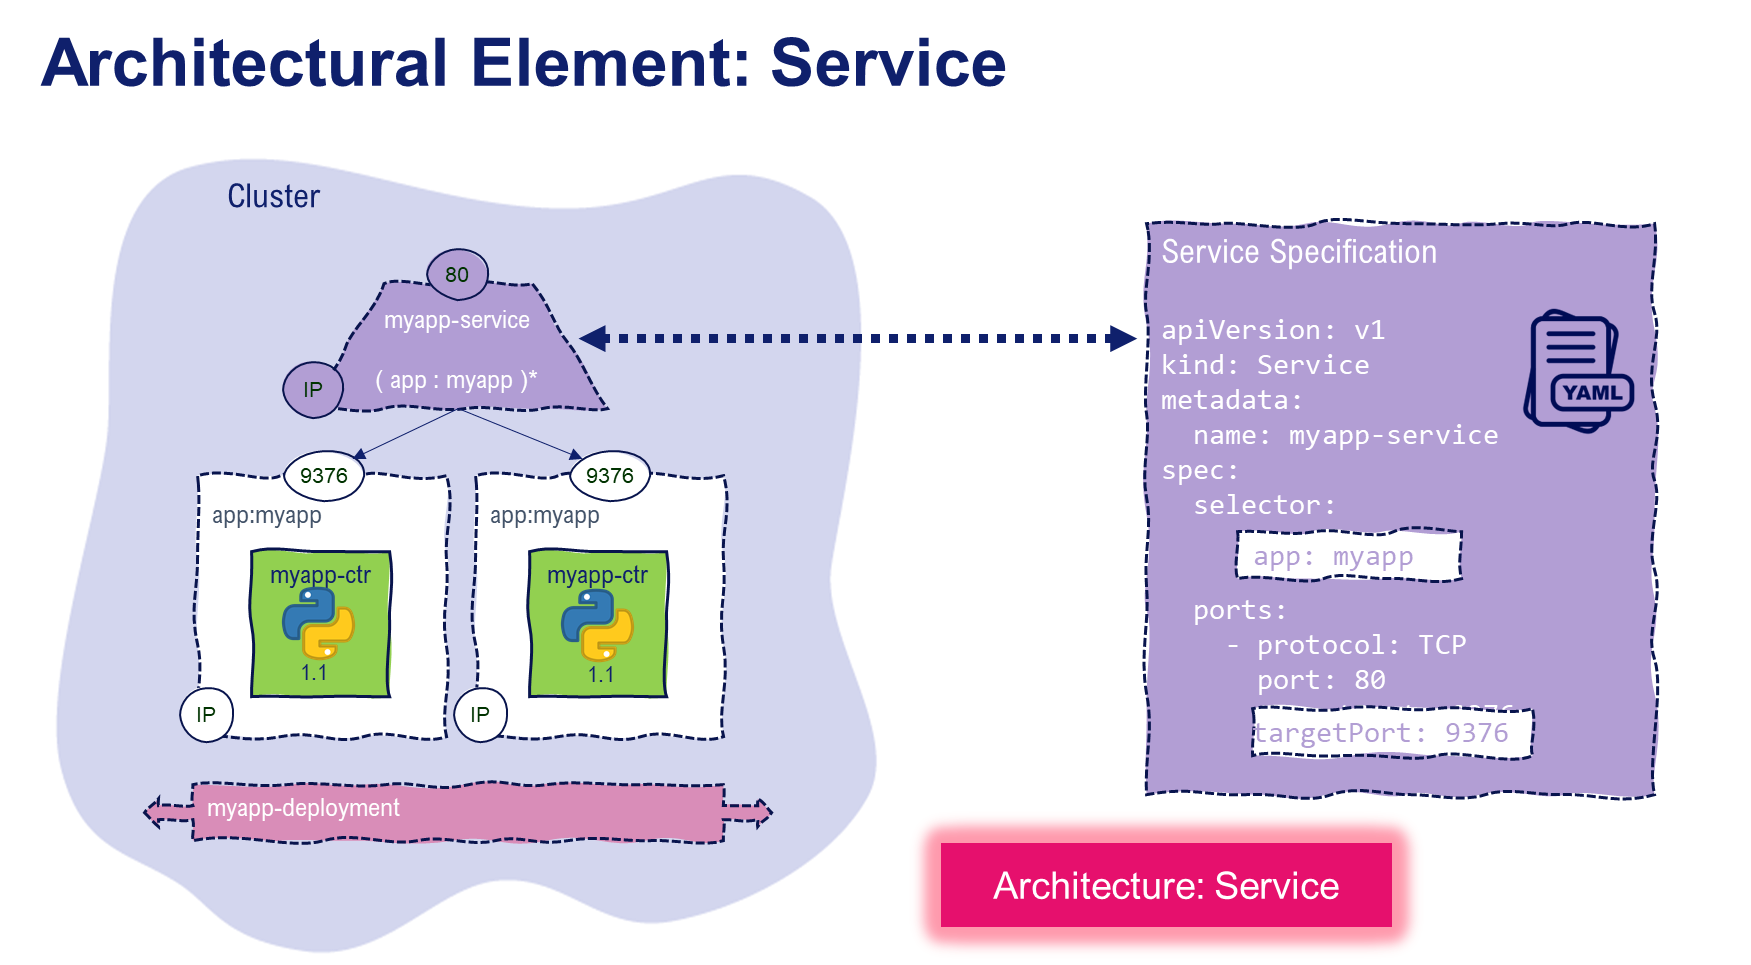 Architectural Element: Service
Cluster
80
myapp-service
IP
( app : myapp )*
9376
9376
app:myapp
app:myapp
myapp-ctr
myapp-ctr
1.1
1.1
IP
IP
myapp-deployment
Service Specification
apiVersion: v1
kind: Service
metadata:
name: myapp-service
spec:
selector:
app: myapp
ports:
- protocol: TCP
port: 80
targetPort: 9376
YAML
Architecture: Service